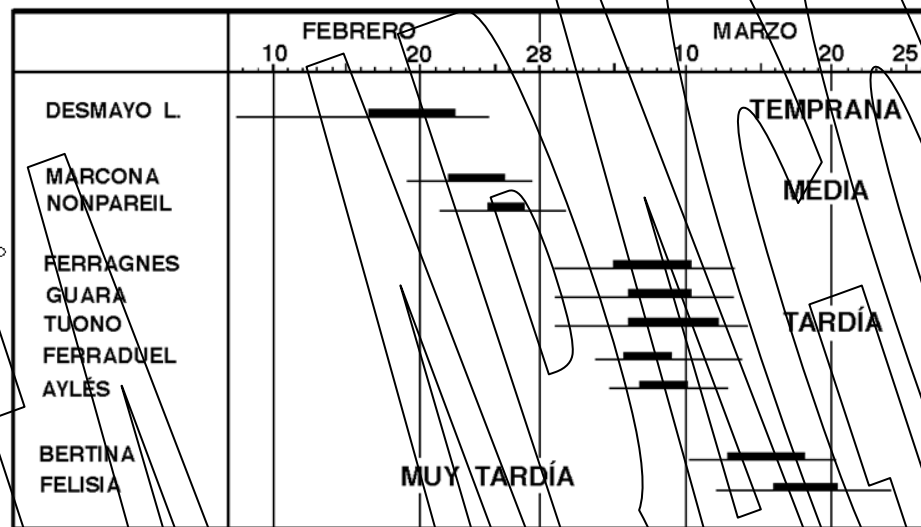 FEBRERO MARZO
10 20 28 10 20 25
DESMAYO L. TEMPRANA
MARCONA
MEDIA
NONPAREIL
FERRAGNES
GUARA
TUONO TARDÍA
FERRADUEL
AYLÉS
BERTINA
MUY TARDÍA
FELISIA